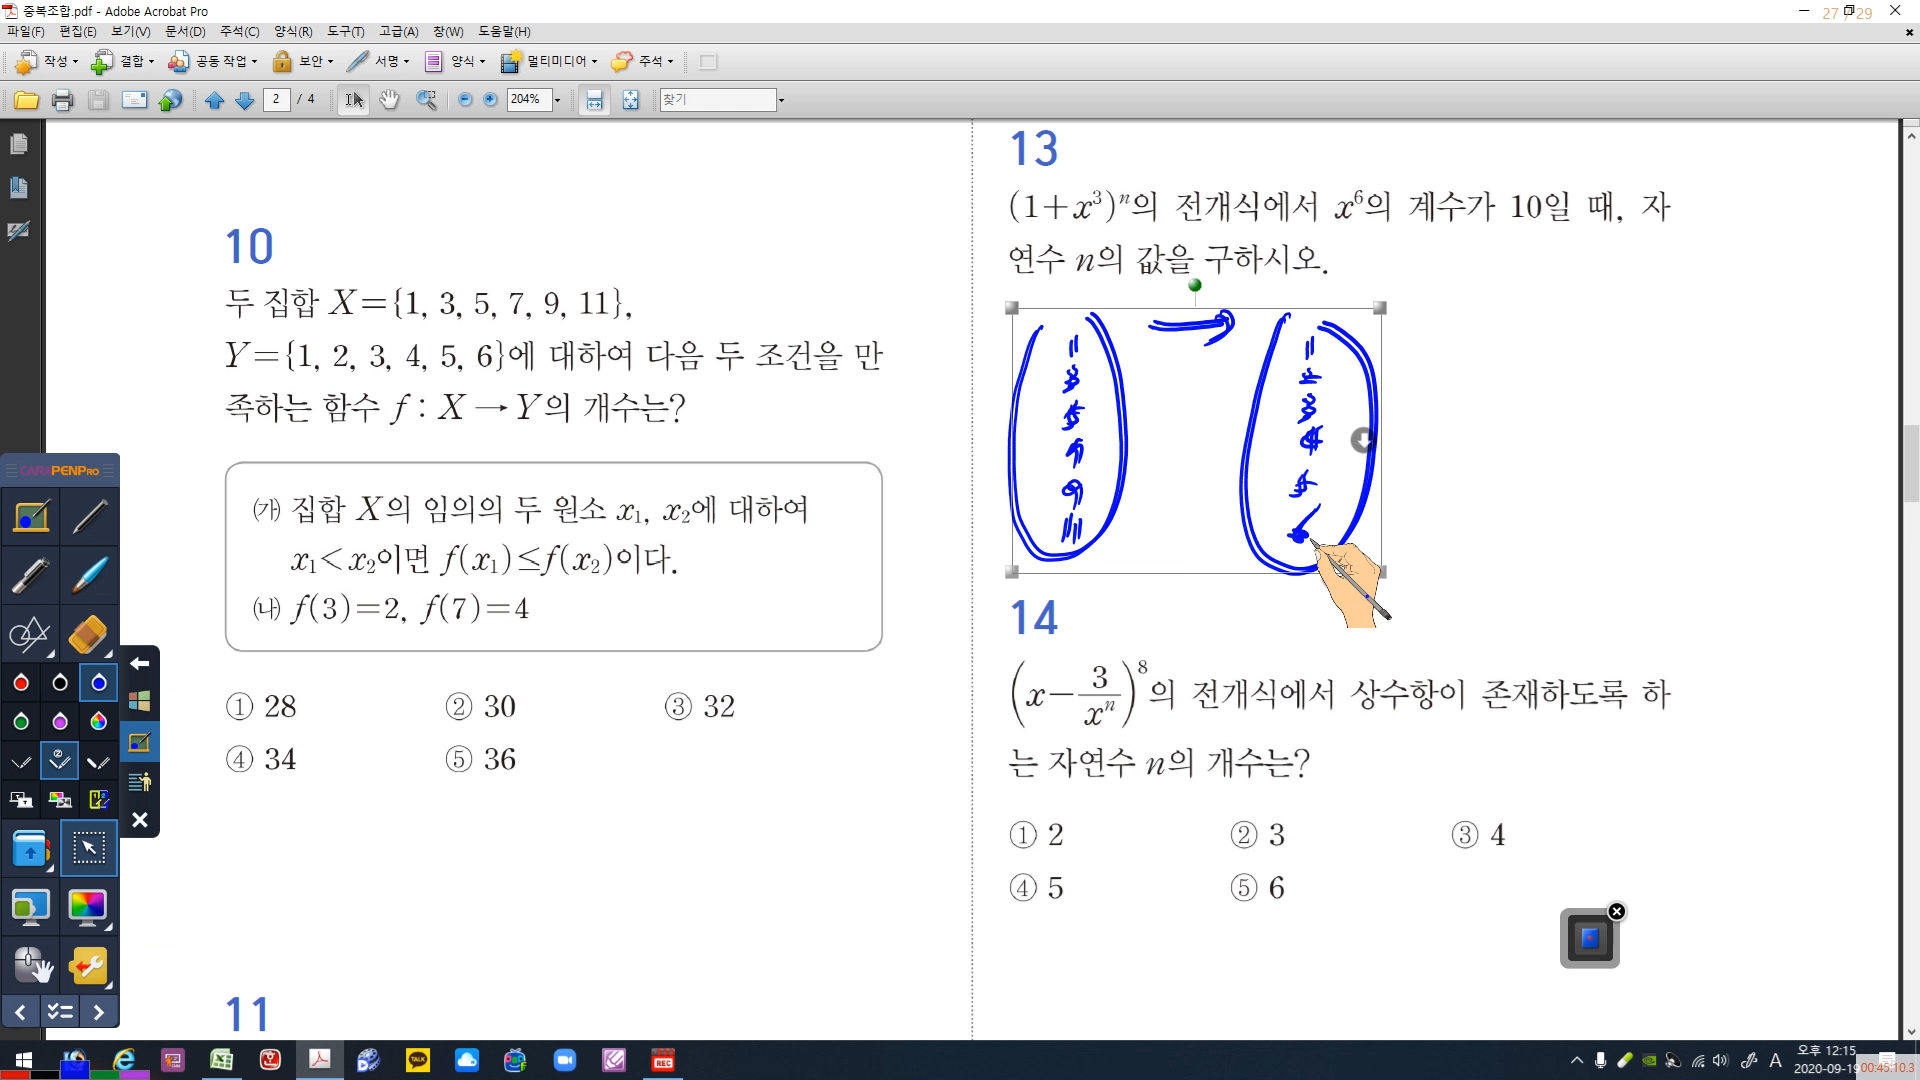 중복조합.pdf - Adobe Acrobat Pro
27 / 29
파일(F) 편집(E) 보기(V) 문서(D) 주석(C) 양식(R) 도구(T) 고급(A) 창(W) 도움말(H)
작성 결합 공동 작업 보안 서명 양식 멀티미디어 주석
2 / 4 204% 찾기
10
두 집합 X={1, 3, 5, 7, 9, 11},
Y={1, 2, 3, 4, 5, 6}에 대하여 다음 두 조건을 만
족하는 함수 f : X → Y의 개수는?
㈎ 집합 X의 임의의 두 원소 x₁, x₂에 대하여
x₁<x₂이면 f(x₁)≤f(x₂)이다.
㈏ f(3)=2, f(7)=4
① 28 ② 30 ③ 32
④ 34 ⑤ 36
11
13
(1+x³)ⁿ의 전개식에서 x⁶의 계수가 10일 때, 자
연수 n의 값을 구하시오.
14
(x-3/xⁿ)⁸의 전개식에서 상수항이 존재하도록 하
는 자연수 n의 개수는?
① 2 ② 3 ③ 4
④ 5 ⑤ 6
CARAPENPRO
TALK
REC
A
오후 12:15
2020-09-19
00:45:10.3